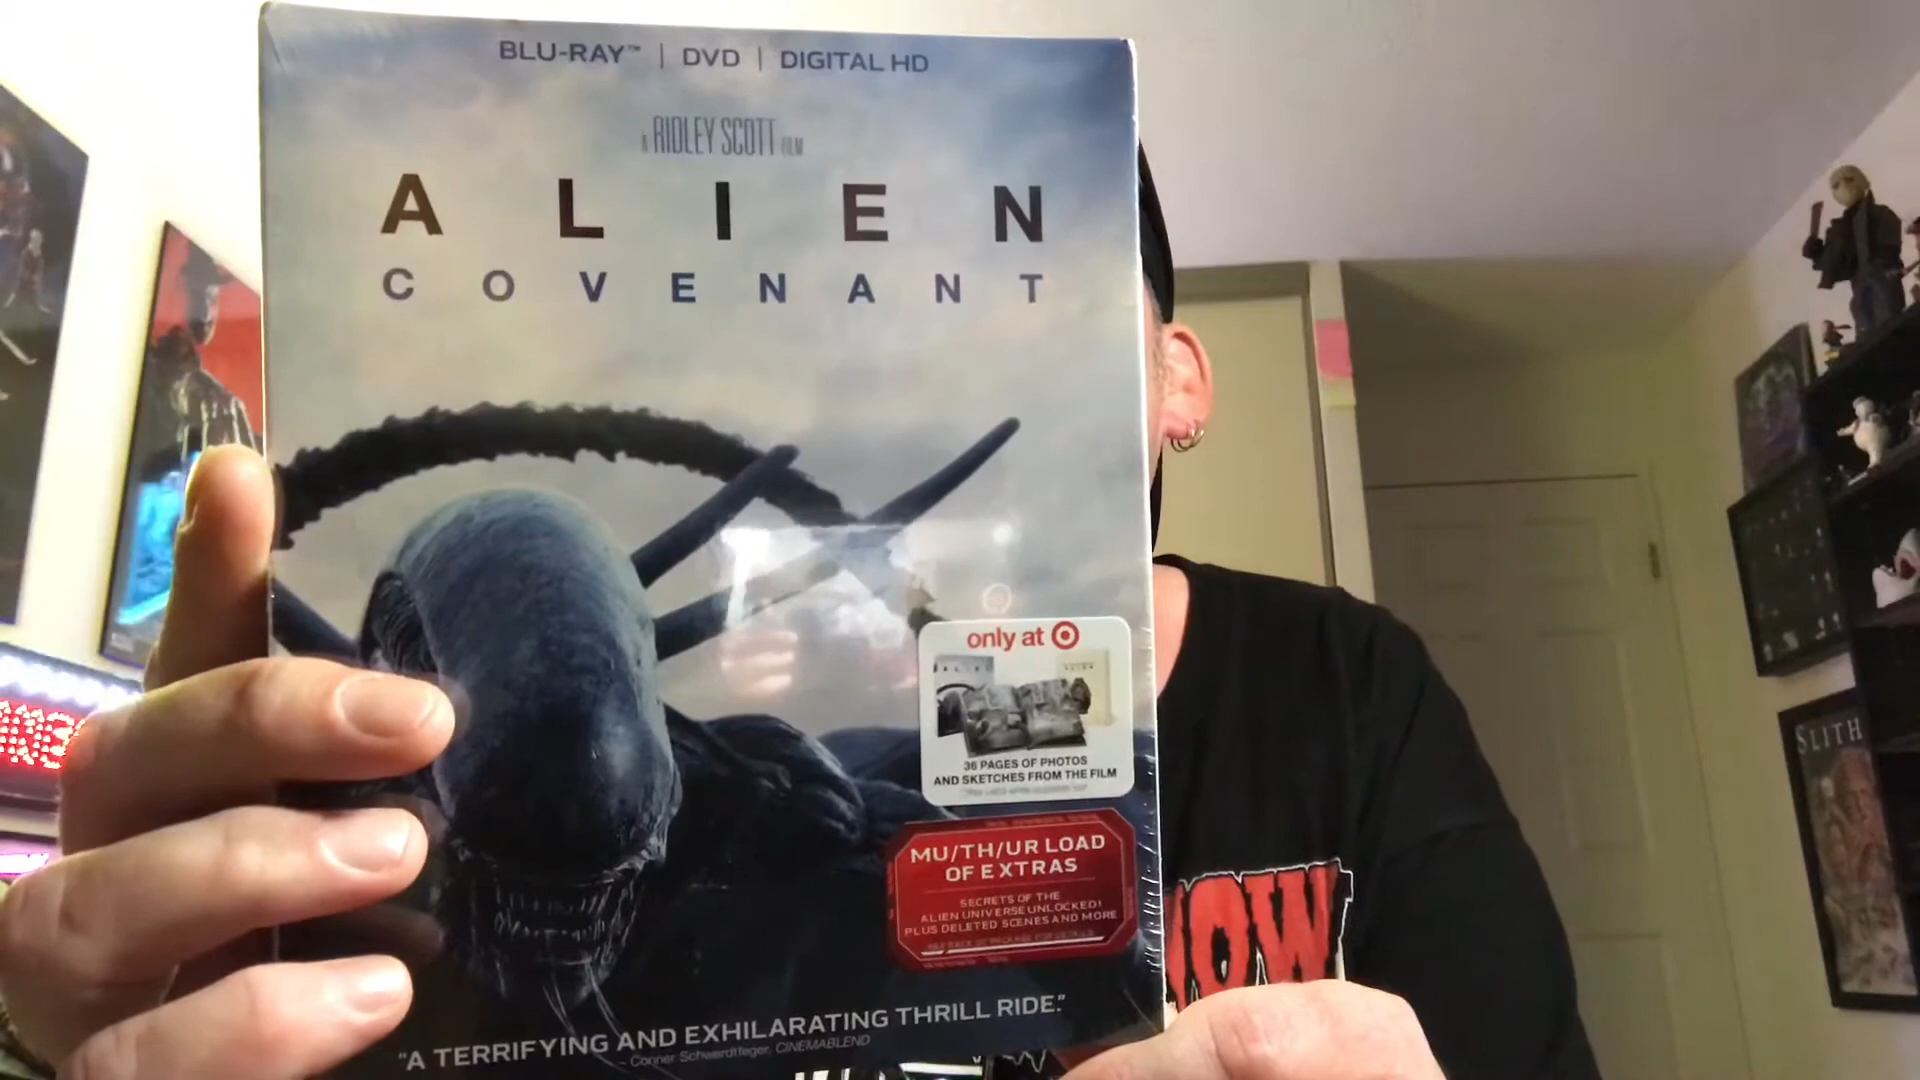 BLU-RAY™ | DVD | DIGITAL HD
A RIDLEY SCOTT FILM
ALIEN
COVENANT
only at
36 PAGES OF PHOTOS
AND SKETCHES FROM THE FILM
MU/TH/UR LOAD
OF EXTRAS
SECRETS OF THE
ALIEN UNIVERSE UNLOCKED!
PLUS DELETED SCENES AND MORE
"A TERRIFYING AND EXHILARATING THRILL RIDE."
– Conner Schwerdtfeger, CINEMABLEND
SLITH